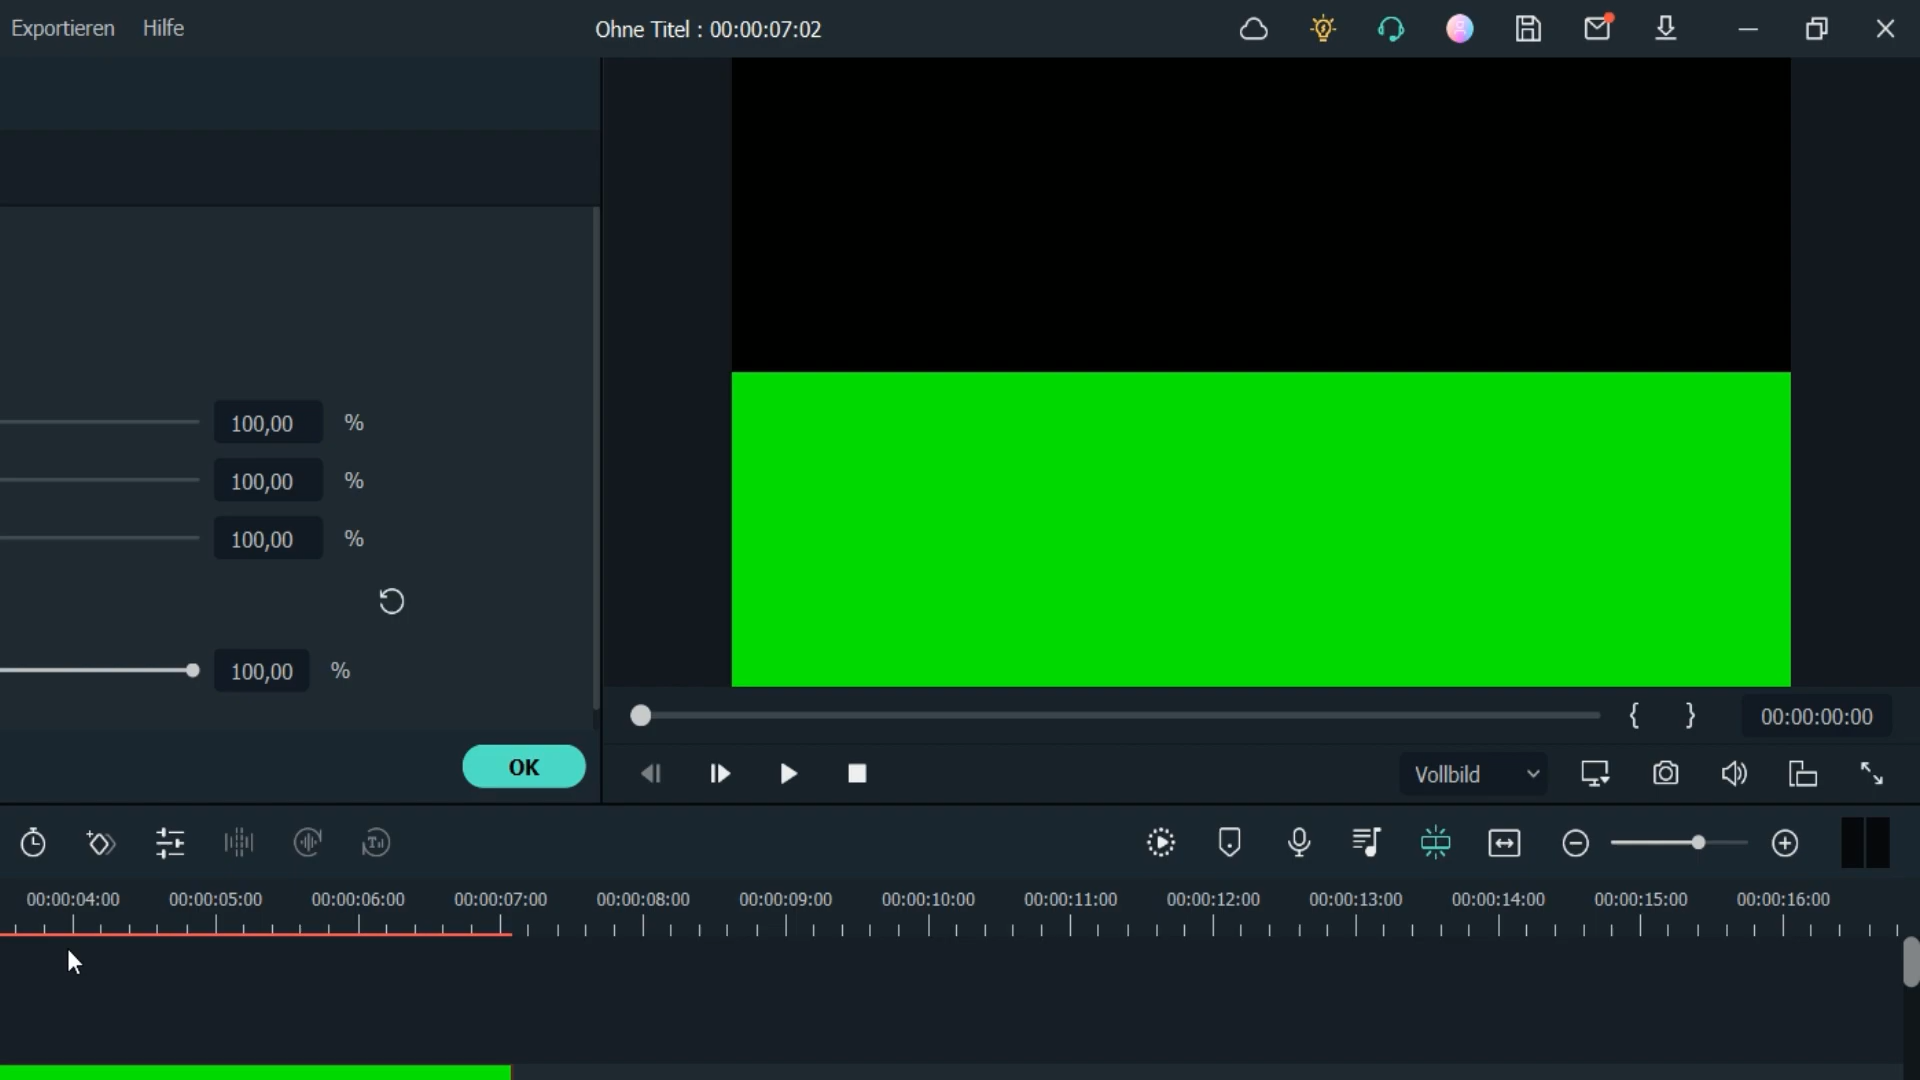 Exportieren Hilfe
Ohne Titel : 00:00:07:02
100,00 %
100,00 %
100,00 %
100,00 %
OK
{ }
00:00:00:00
Vollbild
00:00:04:00 00:00:05:00 00:00:06:00 00:00:07:00 00:00:08:00 00:00:09:00 00:00:10:00 00:00:11:00 00:00:12:00 00:00:13:00 00:00:14:00 00:00:15:00 00:00:16:00